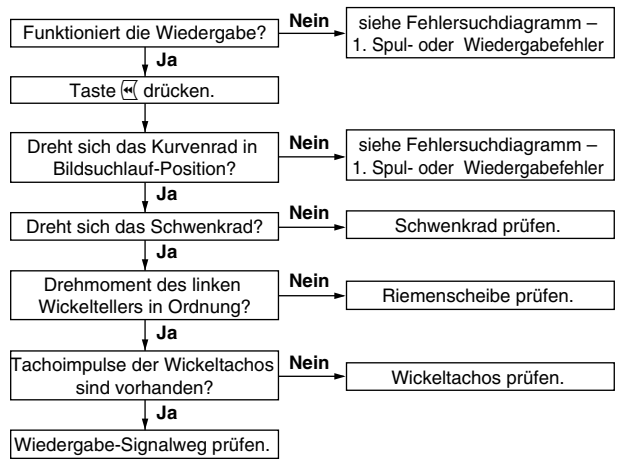 Funktioniert die Wiedergabe?
Nein
siehe Fehlersuchdiagramm –
1. Spul- oder Wiedergabefehler
Ja
Taste drücken.
Dreht sich das Kurvenrad in
Bildsuchlauf-Position?
Nein
siehe Fehlersuchdiagramm –
1. Spul- oder Wiedergabefehler
Ja
Dreht sich das Schwenkrad?
Nein
Schwenkrad prüfen.
Ja
Drehmoment des linken
Wickeltellers in Ordnung?
Nein
Riemenscheibe prüfen.
Ja
Tachoimpulse der Wickeltachos
sind vorhanden?
Nein
Wickeltachos prüfen.
Ja
Wiedergabe-Signalweg prüfen.